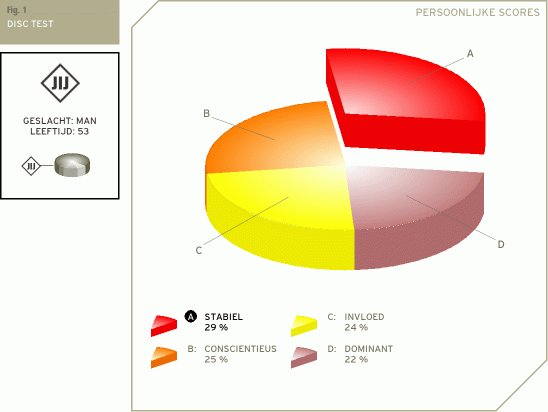 Fig. 1
DISC TEST
PERSOONLIJKE SCORES
JIJ
GESLACHT: MAN
LEEFTIJD: 53
JIJ
A
B
C
D
A STABIEL
29 %
B: CONSCIENTIEUS
25 %
C: INVLOED
24 %
D: DOMINANT
22 %